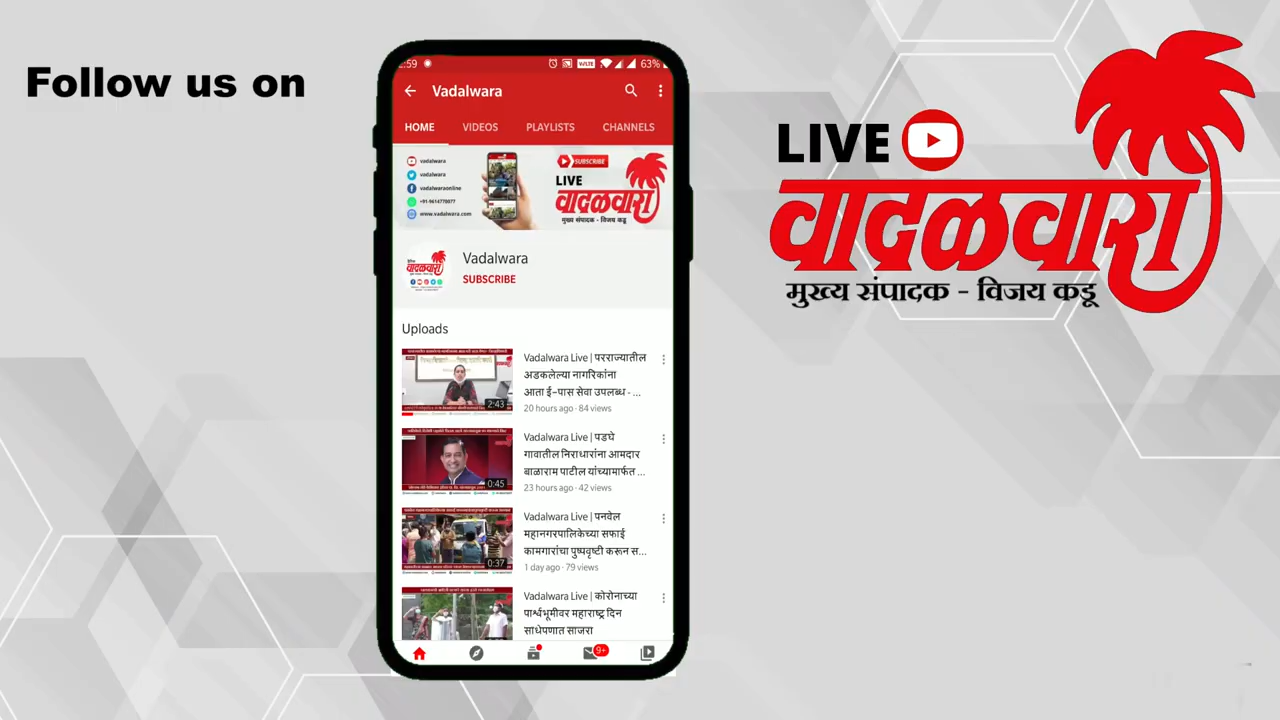 Follow us on
:59
VoLTE
63%
Vadalwara
HOME VIDEOS PLAYLISTS CHANNELS
vadalwara
vadalwara
vadalwaraonline
+91-9614778077
www.vadalwara.com
SUBSCRIBE
LIVE
वादळवारा
मुख्य संपादक - विजय कडू
वादळवारा
Vadalwara
SUBSCRIBE
Uploads
2:43
Vadalwara Live | परराज्यातील
अडकलेल्या नागरिकांना
आता ई-पास सेवा उपलब्ध - ...
20 hours ago · 84 views
0:45
Vadalwara Live | पडघे
गावातील निराधारांना आमदार
बाळाराम पाटील यांच्यामार्फत ...
23 hours ago · 42 views
0:37
Vadalwara Live | पनवेल
महानगरपालिकेच्या सफाई
कामगारांचा पुष्पवृष्टी करून स...
1 day ago · 79 views
Vadalwara Live | कोरोनाच्या
पार्श्वभूमीवर महाराष्ट्र दिन
साधेपणात साजरा
9+
LIVE
वादळवारा
मुख्य संपादक - विजय कडू